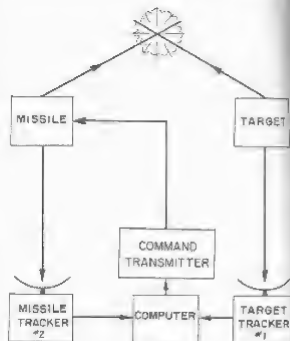 MISSILE
TARGET
COMMAND
TRANSMITTER
MISSILE
TRACKER
#2
COMPUTER
TARGET
TRACKER
#1